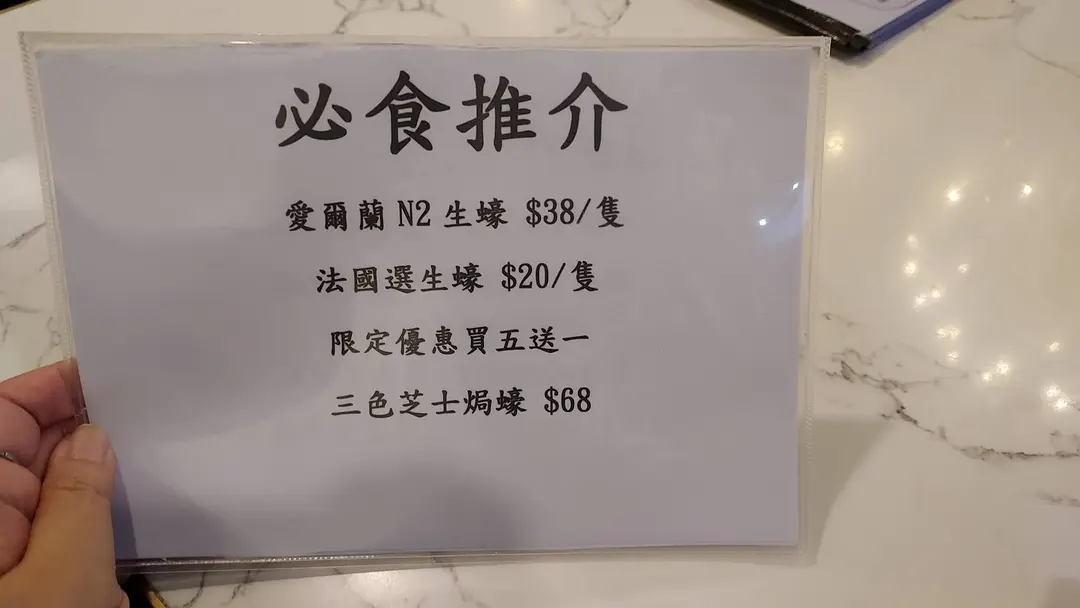 必食推介
愛爾蘭 N2 生蠔 $38/隻
法國選生蠔 $20/隻
限定優惠買五送一
三色芝士焗蠔 $68